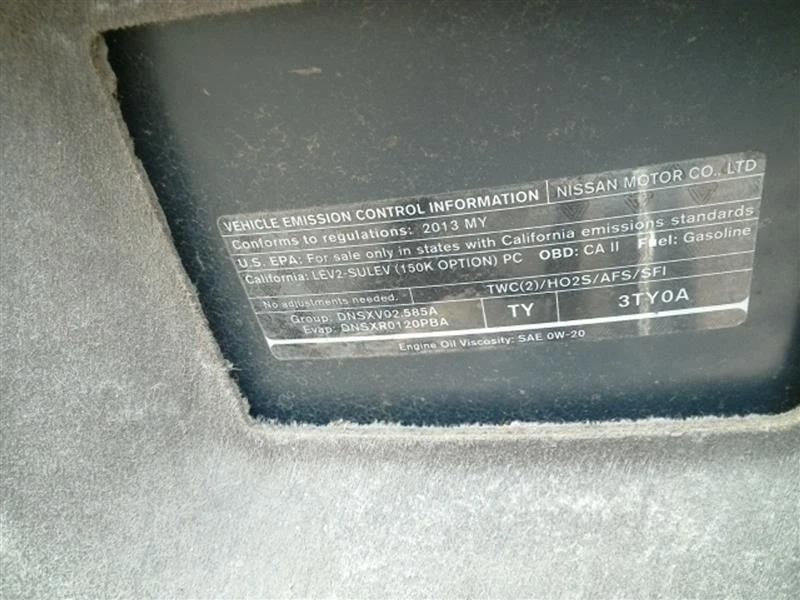 VEHICLE EMISSION CONTROL INFORMATION NISSAN MOTOR CO., LTD
Conforms to regulations: 2013 MY
U.S. EPA: For sale only in states with California emissions standards
California: LEV2-SULEV (150K OPTION) PC OBD: CA II Fuel: Gasoline
No adjustments needed. TWC(2)/HO2S/AFS/SFI
Group: DNSXV02.585A TY 3TY0A
Evap: DNSXR0120PBA
Engine Oil Viscosity: SAE 0W-20